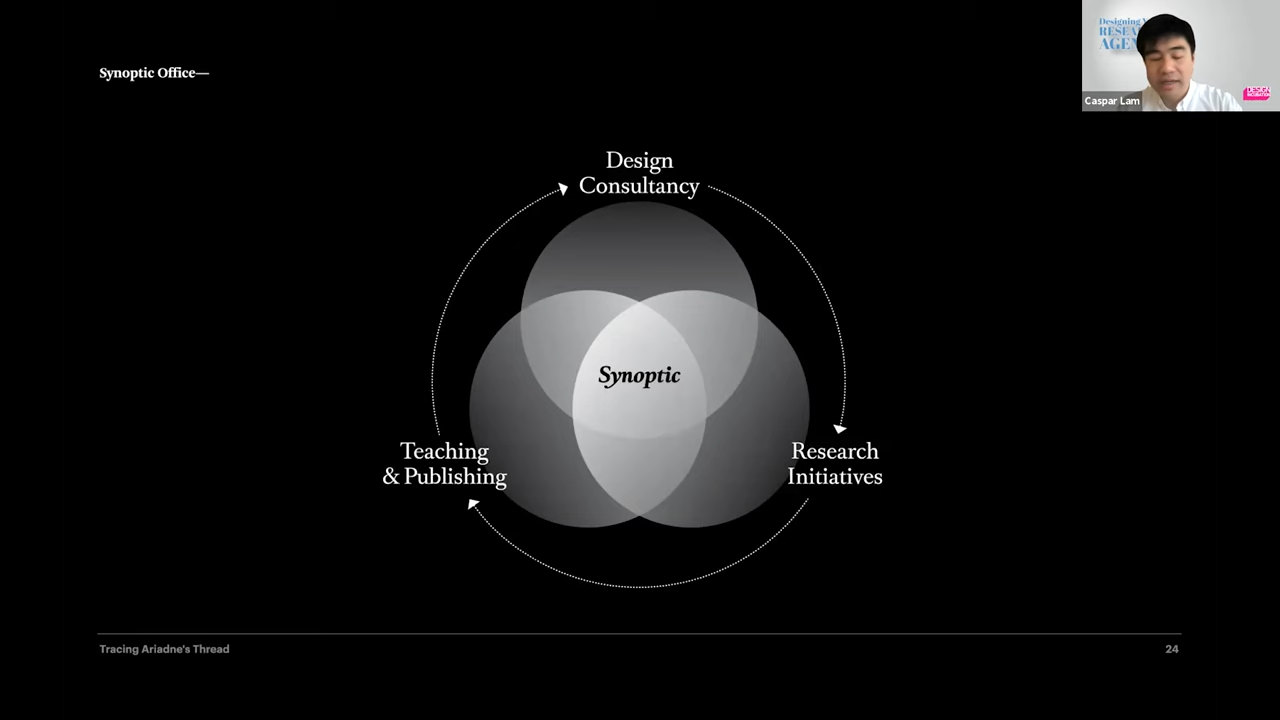 Synoptic Office—
Design
Consultancy
Synoptic
Teaching
& Publishing
Research
Initiatives
Tracing Ariadne's Thread
24
Caspar Lam